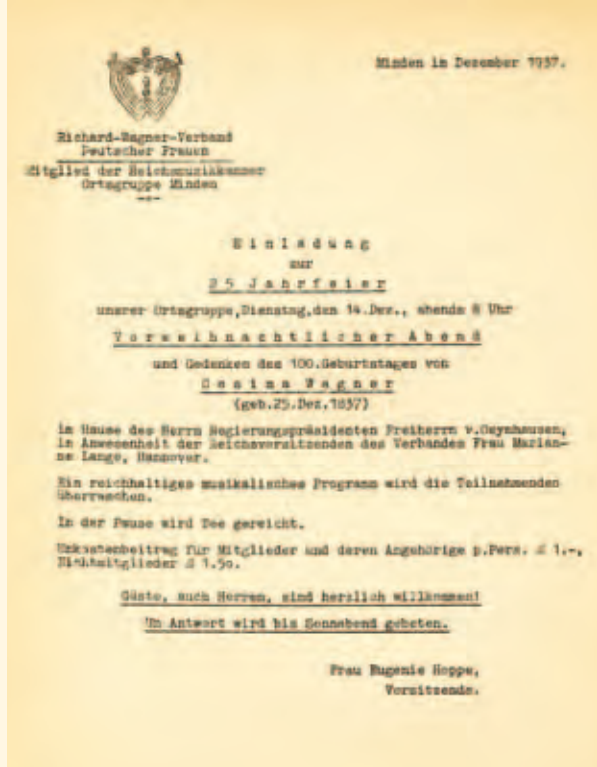 Minden im Dezember 1937.
Richard-Wagner-Verband
Deutscher Frauen
Mitglied der Reichsmusikkammer
Ortsgruppe Minden
---
Einladung
zur
25 Jahrfeier
unserer Ortsgruppe,Dienstag,den 14.Dez., abends 8 Uhr
Vorweihnachtlicher Abend
und Gedenken des 100.Geburtstages von
Cosima Wagner
(geb.25.Dez.1837)
im Hause des Herrn Regierungspräsidenten Freiherrn v.Oeynhausen,
in Anwesenheit der Reichsvorsitzenden des Verbandes Frau Marian-
ne Lange, Hannover.
Ein reichhaltiges musikalisches Programm wird die Teilnehmenden
überraschen.
In der Pause wird Tee gereicht.
Unkostenbeitrag für Mitglieder und deren Angehörige p.Pers. 1.-,
Nichtmitglieder 1.50.
Gäste, auch Herren, sind herzlich willkommen!
Um Antwort wird bis Sonnabend gebeten.
Frau Eugenie Hoppe,
Vorsitzende.